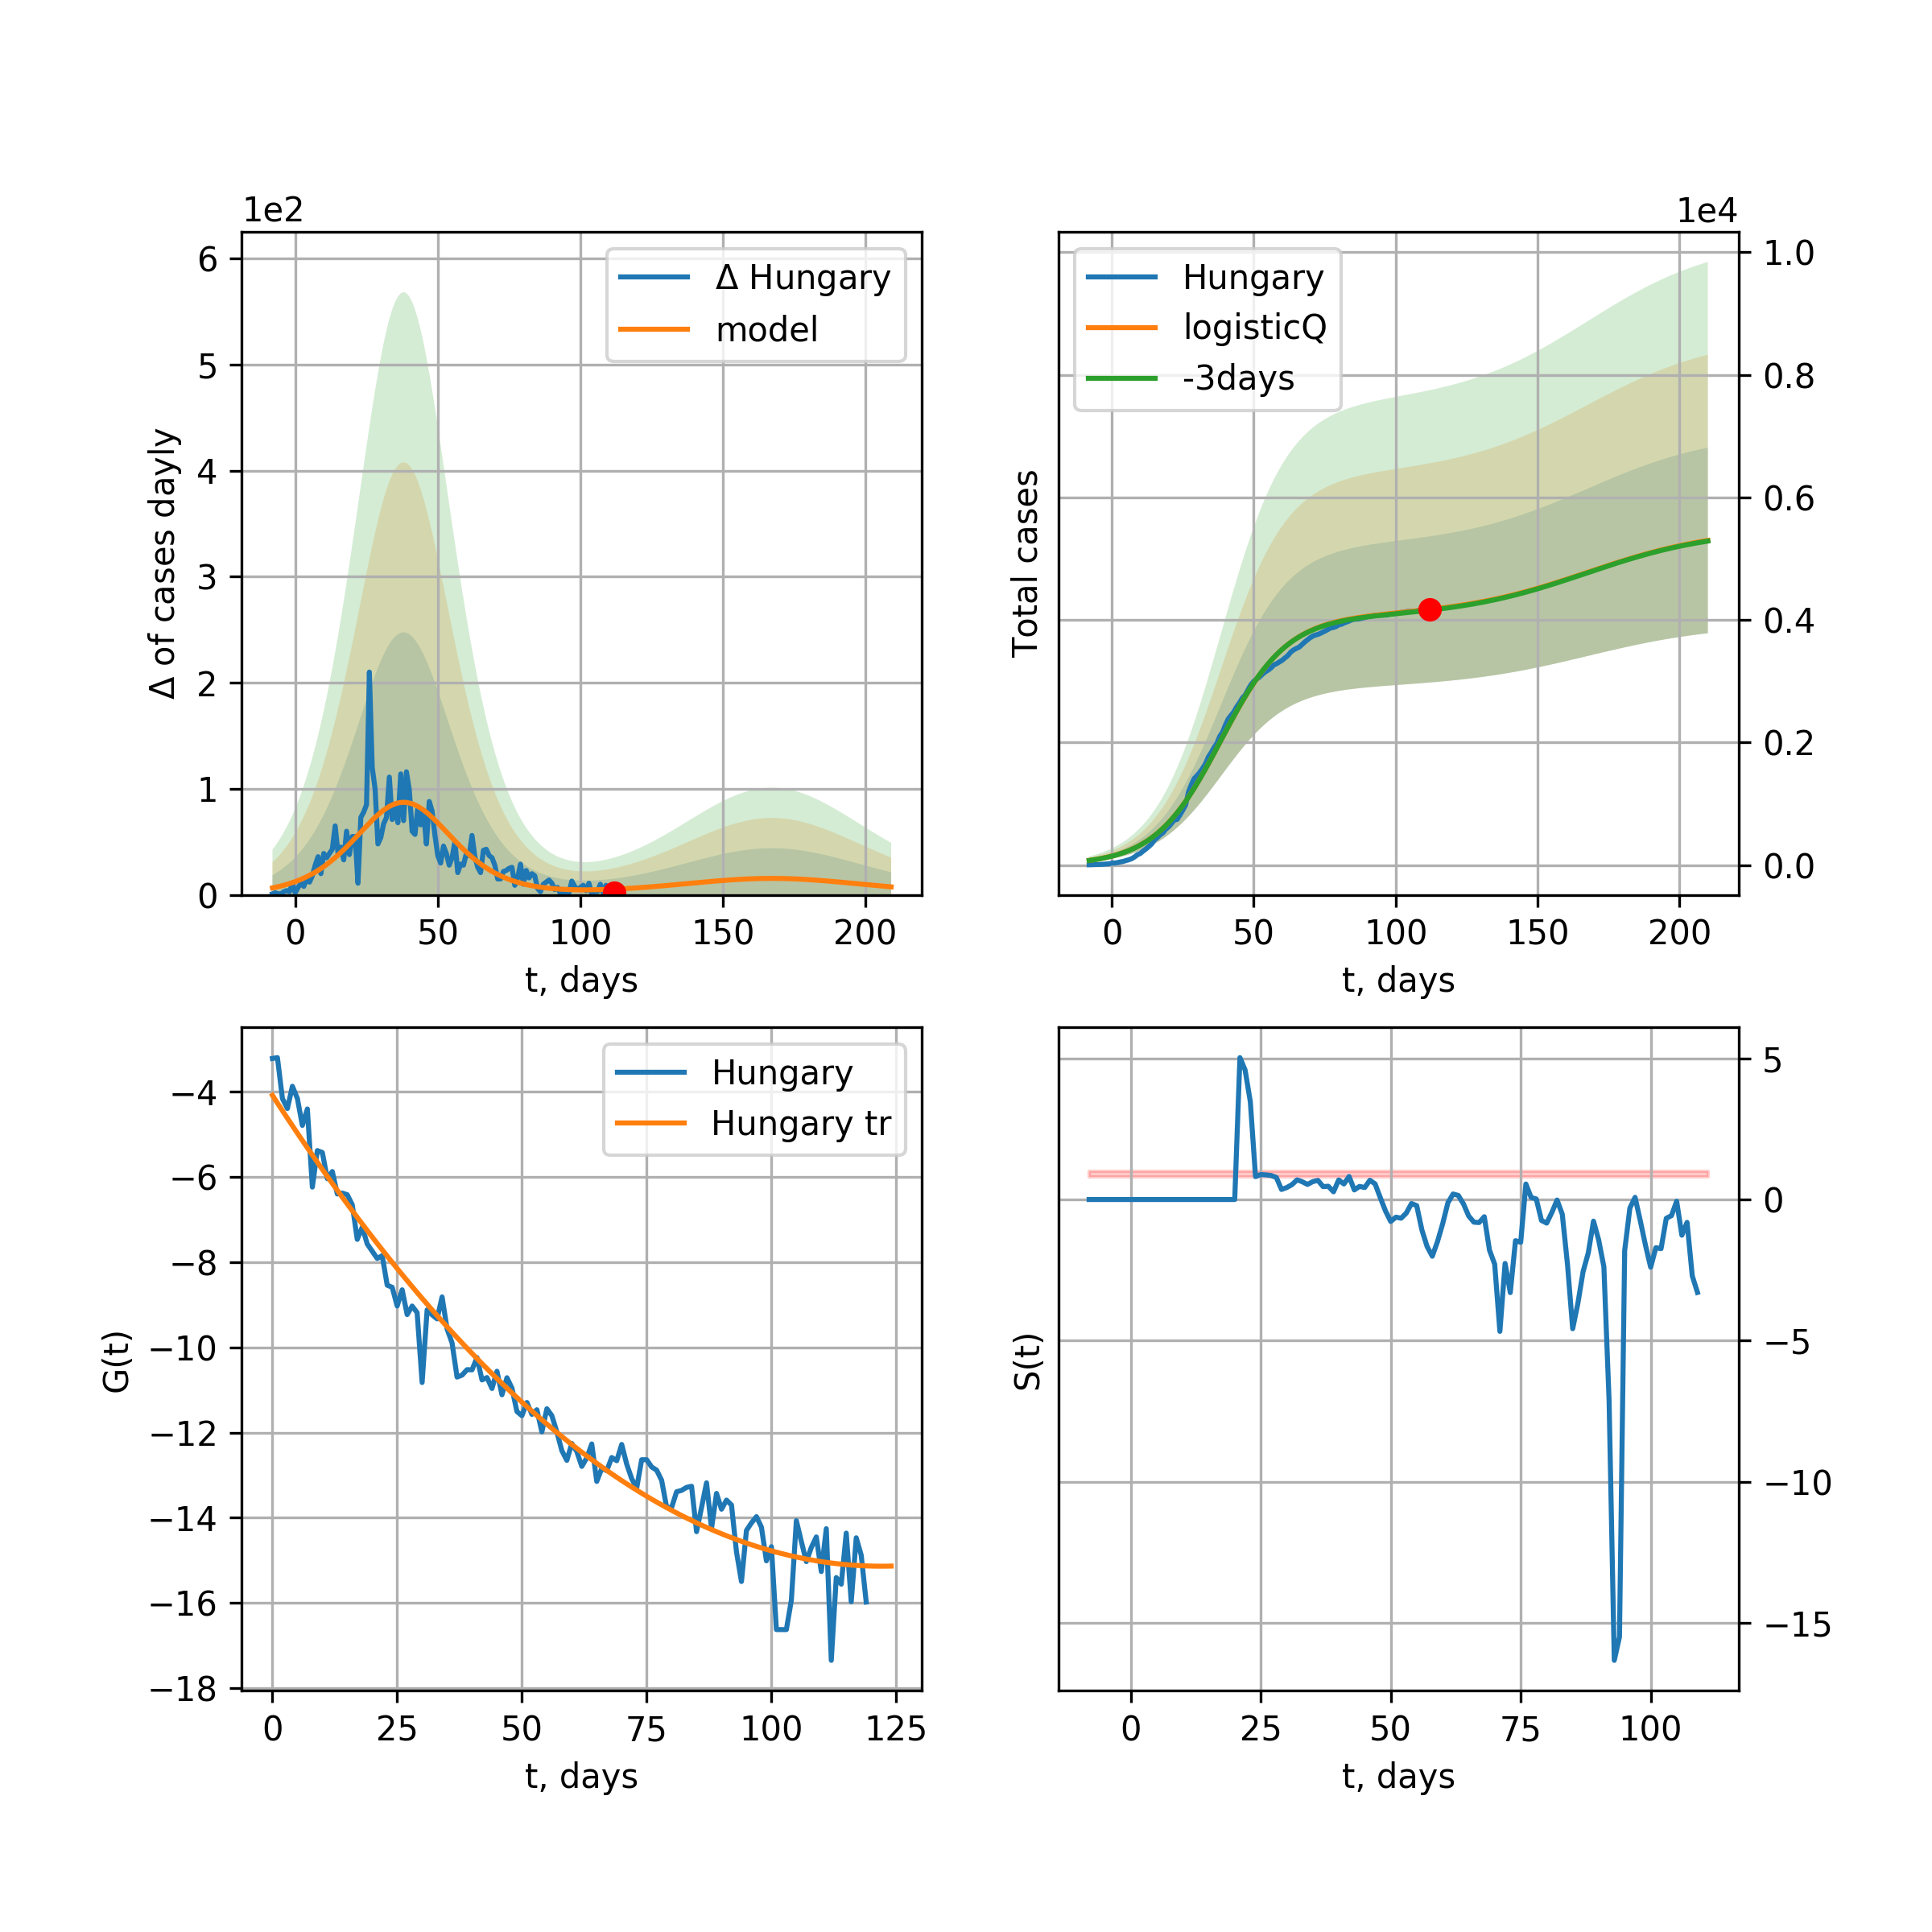 1e2
6
5
4
3
2
1
0
Δ of cases dayly
Δ Hungary
model
0 50 100 150 200
t, days
1e4
1.0
0.8
0.6
0.4
0.2
0.0
Total cases
Hungary
logisticQ
-3days
0 50 100 150 200
t, days
−4
−6
−8
−10
−12
−14
−16
−18
G(t)
Hungary
Hungary tr
0 25 50 75 100 125
t, days
5
0
−5
−10
−15
S(t)
0 25 50 75 100
t, days